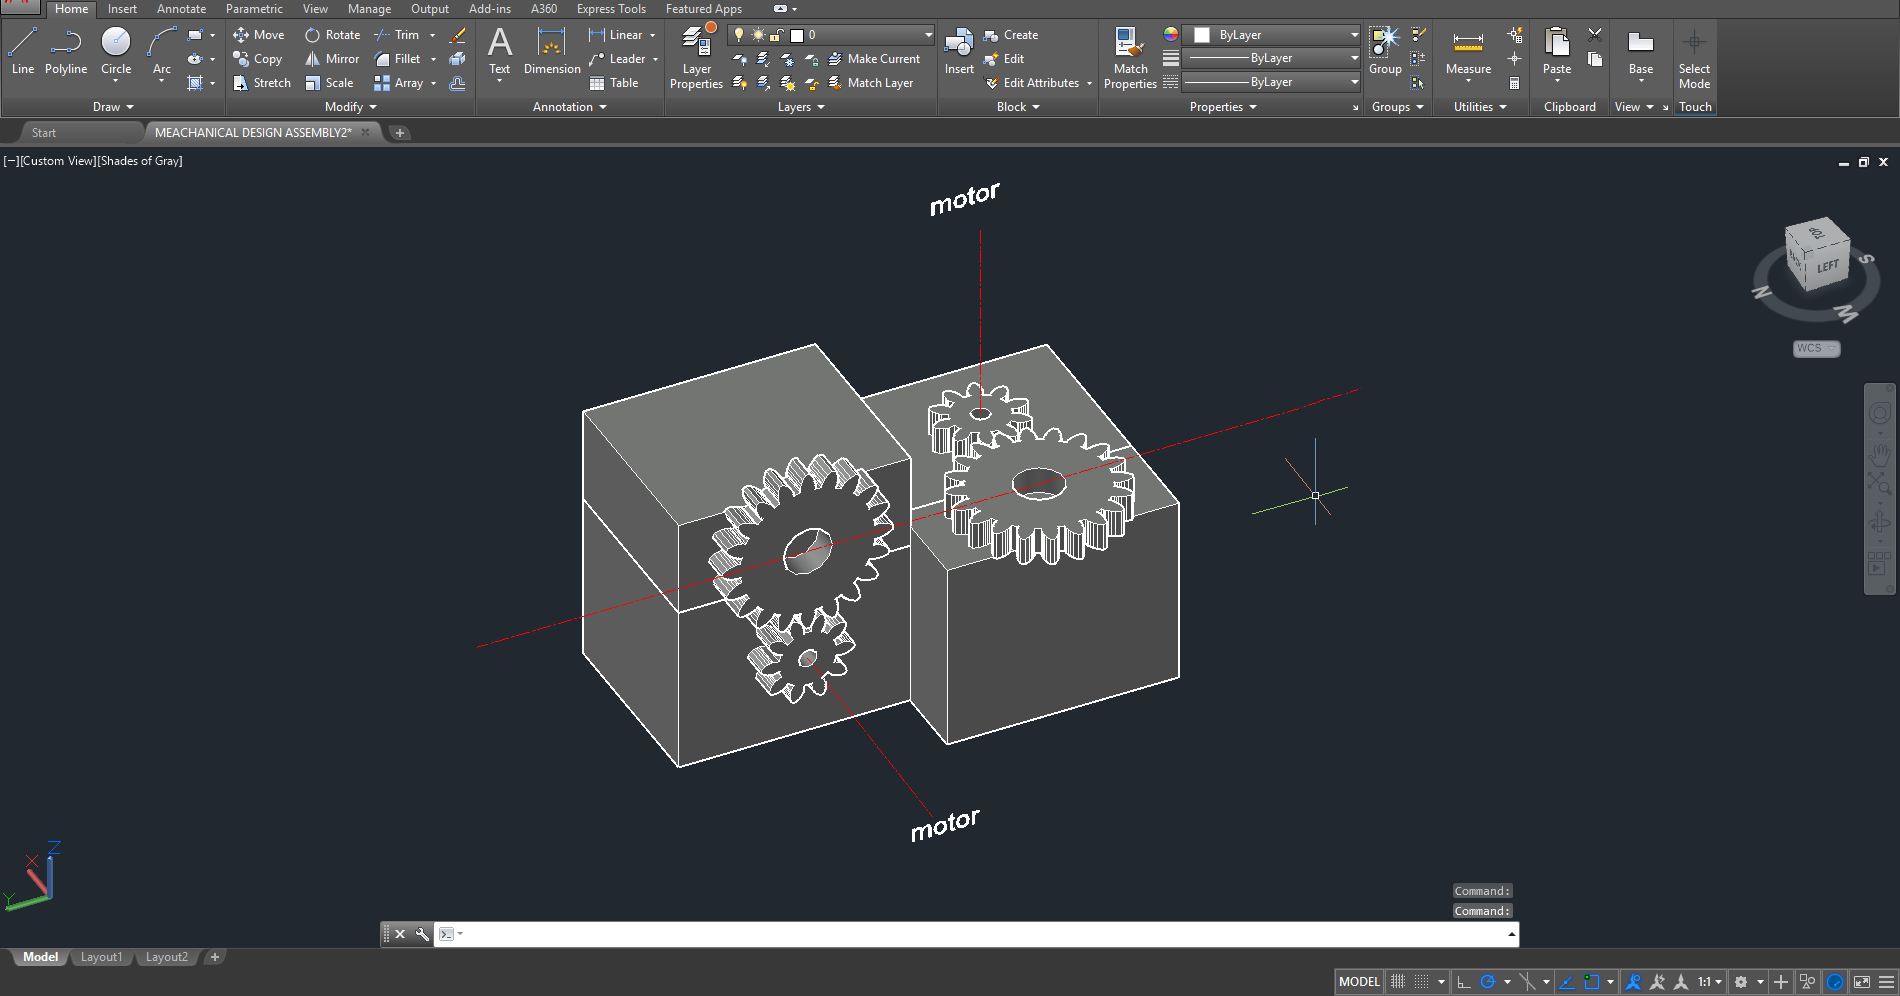 Home Insert Annotate Parametric View Manage Output Add-ins A360 Express Tools Featured Apps
Line Polyline Circle Arc
Move Rotate Trim
Copy Mirror Fillet
Stretch Scale Array
Text Dimension
Linear
Leader
Table
Layer
Properties
0
Make Current
Match Layer
Insert
Create
Edit
Edit Attributes
Match
Properties
ByLayer
ByLayer
ByLayer
Group
Measure
Paste
Base
Select
Mode
Draw Modify Annotation Layers Block Properties Groups Utilities Clipboard View Touch
Start MEACHANICAL DESIGN ASSEMBLY2*
[−][Custom View][Shades of Gray]
motor
TOP
LEFT
S
N
WCS
motor
Z
X
Y
Command:
Command:
Model Layout1 Layout2
MODEL 1:1